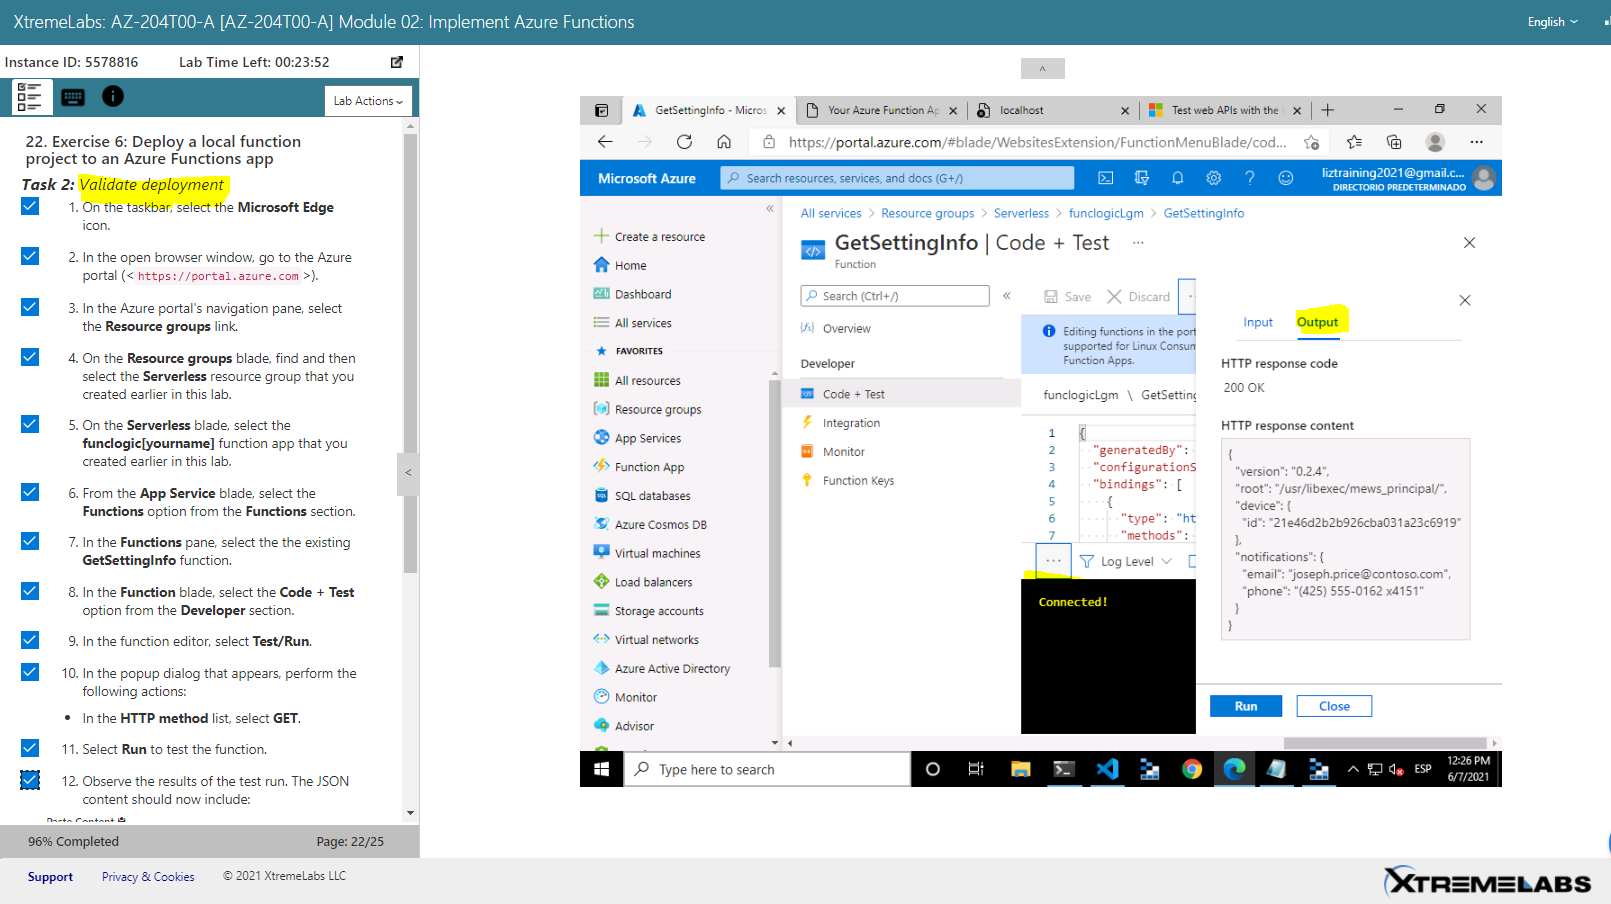 XtremeLabs: AZ-204T00-A [AZ-204T00-A] Module 02: Implement Azure Functions
English
Instance ID: 5578816
Lab Time Left: 00:23:52
Lab Actions
22. Exercise 6: Deploy a local function
project to an Azure Functions app
Task 2: Validate deployment
1. On the taskbar, select the Microsoft Edge
icon.
2. In the open browser window, go to the Azure
portal (< https://portal.azure.com >).
3. In the Azure portal's navigation pane, select
the Resource groups link.
4. On the Resource groups blade, find and then
select the Serverless resource group that you
created earlier in this lab.
5. On the Serverless blade, select the
funclogic[yourname] function app that you
created earlier in this lab.
6. From the App Service blade, select the
Functions option from the Functions section.
7. In the Functions pane, select the the existing
GetSettingInfo function.
8. In the Function blade, select the Code + Test
option from the Developer section.
9. In the function editor, select Test/Run.
10. In the popup dialog that appears, perform the
following actions:
• In the HTTP method list, select GET.
11. Select Run to test the function.
12. Observe the results of the test run. The JSON
content should now include:
Paste Content
96% Completed
Page: 22/25
Support
Privacy & Cookies
© 2021 XtremeLabs LLC
XTREMELABS
<
^
GetSettingInfo - Micros
Your Azure Function Ap
localhost
Test web APIs with the
https://portal.azure.com/#blade/WebsitesExtension/FunctionMenuBlade/cod...
Microsoft Azure
Search resources, services, and docs (G+/)
liztraining2021@gmail.c...
DIRECTORIO PREDETERMINADO
Create a resource
Home
Dashboard
All services
FAVORITES
All resources
Resource groups
App Services
Function App
SQL databases
Azure Cosmos DB
Virtual machines
Load balancers
Storage accounts
Virtual networks
Azure Active Directory
Monitor
Advisor
All services > Resource groups > Serverless > funclogicLgm > GetSettingInfo
GetSettingInfo | Code + Test ...
Function
Search (Ctrl+/)
Overview
Developer
Code + Test
Integration
Monitor
Function Keys
Save
Discard
Editing functions in the port
supported for Linux Consum
Function Apps.
funclogicLgm \ GetSetting
1 {
2 "generatedBy":
3 "configurationS
4 "bindings": [
5 {
6 "type": "ht
7 "methods":
... Log Level
Connected!
Input
Output
HTTP response code
200 OK
HTTP response content
{
"version": "0.2.4",
"root": "/usr/libexec/mews_principal/",
"device": {
"id": "21e46d2b2b926cba031a23c6919"
},
"notifications": {
"email": "joseph.price@contoso.com",
"phone": "(425) 555-0162 x4151"
}
}
Run
Close
Type here to search
ESP
12:26 PM
6/7/2021